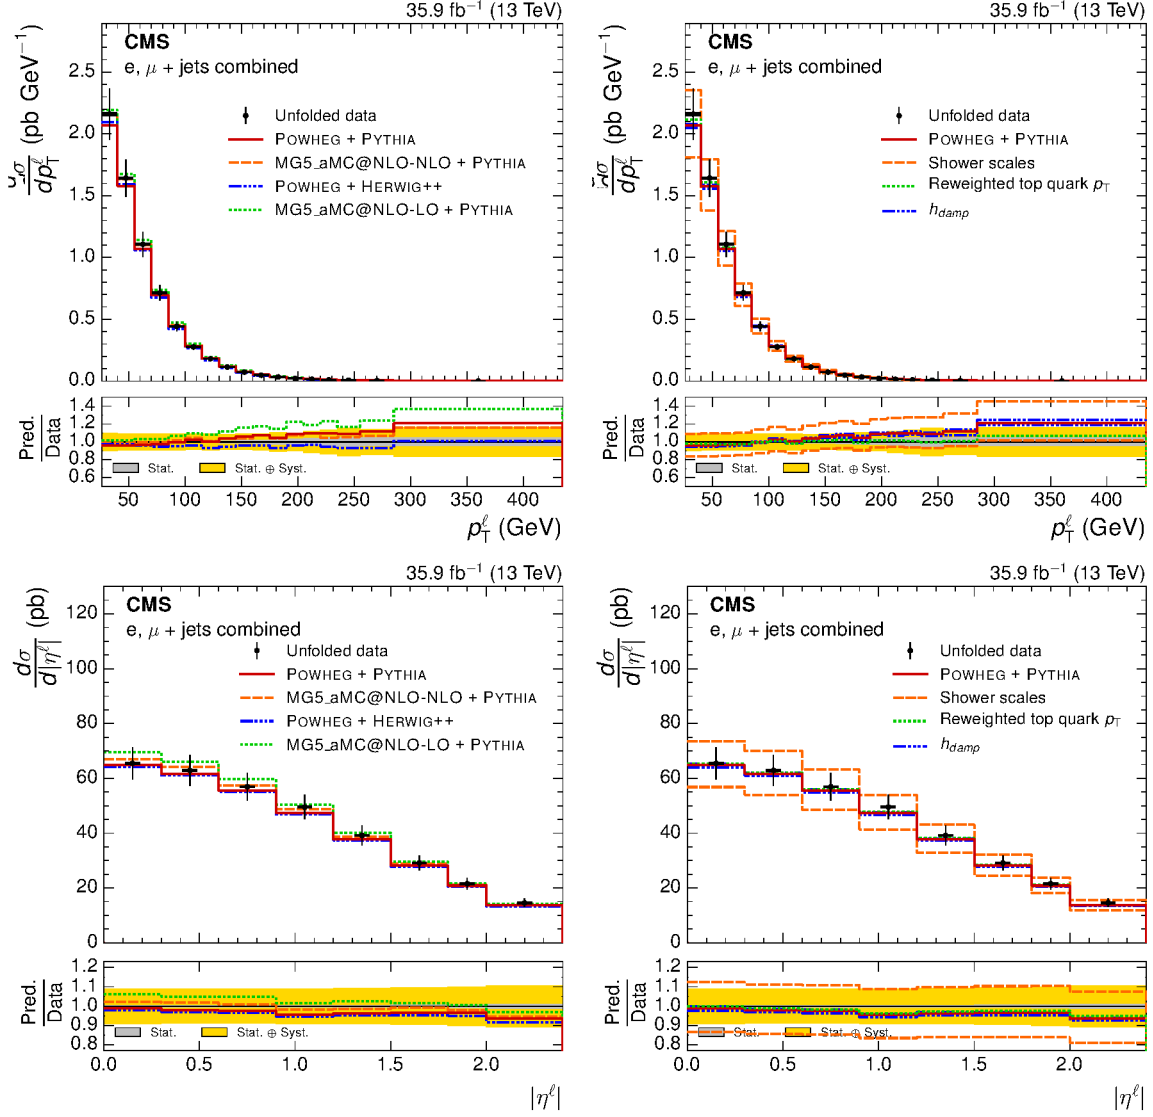 35.9 fb⁻¹ (13 TeV)
CMS
e, μ + jets combined
Unfolded data
POWHEG + PYTHIA
MG5_aMC@NLO-NLO + PYTHIA
POWHEG + HERWIG++
MG5_aMC@NLO-LO + PYTHIA
dσ/dp_T^ℓ (pb GeV⁻¹)
2.5
2.0
1.5
1.0
0.5
0.0
Pred./Data
1.4
1.2
1.0
0.8
0.6
Stat.
Stat. ⊕ Syst.
50 100 150 200 250 300 350 400
p_T^ℓ (GeV)
35.9 fb⁻¹ (13 TeV)
CMS
e, μ + jets combined
Unfolded data
POWHEG + PYTHIA
Shower scales
Reweighted top quark p_T
h_damp
dσ/dp_T^ℓ (pb GeV⁻¹)
2.5
2.0
1.5
1.0
0.5
0.0
Pred./Data
1.4
1.2
1.0
0.8
0.6
Stat.
Stat. ⊕ Syst.
50 100 150 200 250 300 350 400
p_T^ℓ (GeV)
35.9 fb⁻¹ (13 TeV)
CMS
e, μ + jets combined
Unfolded data
POWHEG + PYTHIA
MG5_aMC@NLO-NLO + PYTHIA
POWHEG + HERWIG++
MG5_aMC@NLO-LO + PYTHIA
dσ/d|η^ℓ| (pb)
120
100
80
60
40
20
0
Pred./Data
1.2
1.1
1.0
0.9
0.8
Stat.
Stat. ⊕ Syst.
0.0 0.5 1.0 1.5 2.0
|η^ℓ|
35.9 fb⁻¹ (13 TeV)
CMS
e, μ + jets combined
Unfolded data
POWHEG + PYTHIA
Shower scales
Reweighted top quark p_T
h_damp
dσ/d|η^ℓ| (pb)
120
100
80
60
40
20
0
Pred./Data
1.2
1.1
1.0
0.9
0.8
Stat.
Stat. ⊕ Syst.
0.0 0.5 1.0 1.5 2.0
|η^ℓ|